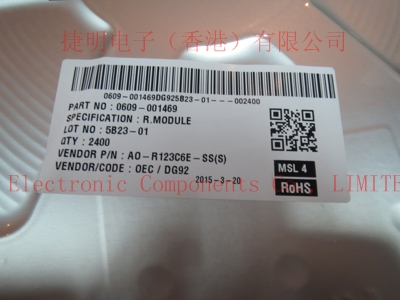 捷明电子（香港）有限公司
0609-001469DG925B23-01---002400
PART NO : 0609-001469
SPECIFICATION : R.MODULE
LOT NO : 5B23-01
QTY : 2400
VENDOR P/N : AO-R123C6E-SS(S)
VENDOR/CODE : OEC / DG92
2015-3-20
MSL 4
RoHS
Electronic Components LIMITE